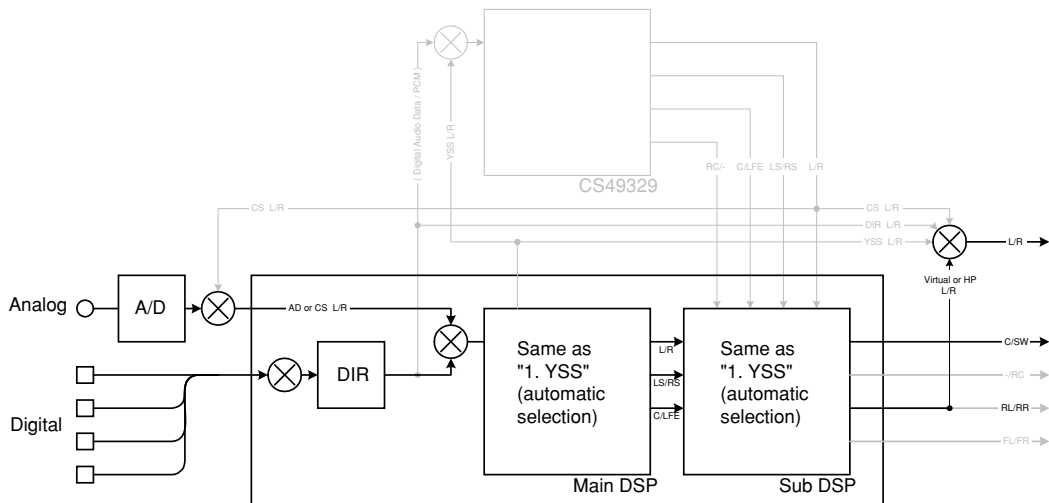 ( Digital Audio Data / PCM )
YSS L/R
RC/-
C/LFE
LS/RS
L/R
CS49329
CS L/R
CS L/R
DIR L/R
YSS L/R
L/R
Virtual or HP
L/R
Analog
A/D
AD or CS L/R
DIR
Digital
Same as
"1. YSS"
(automatic
selection)
Main DSP
L/R
LS/RS
C/LFE
Same as
"1. YSS"
(automatic
selection)
Sub DSP
C/SW
-/RC
RL/RR
FL/FR